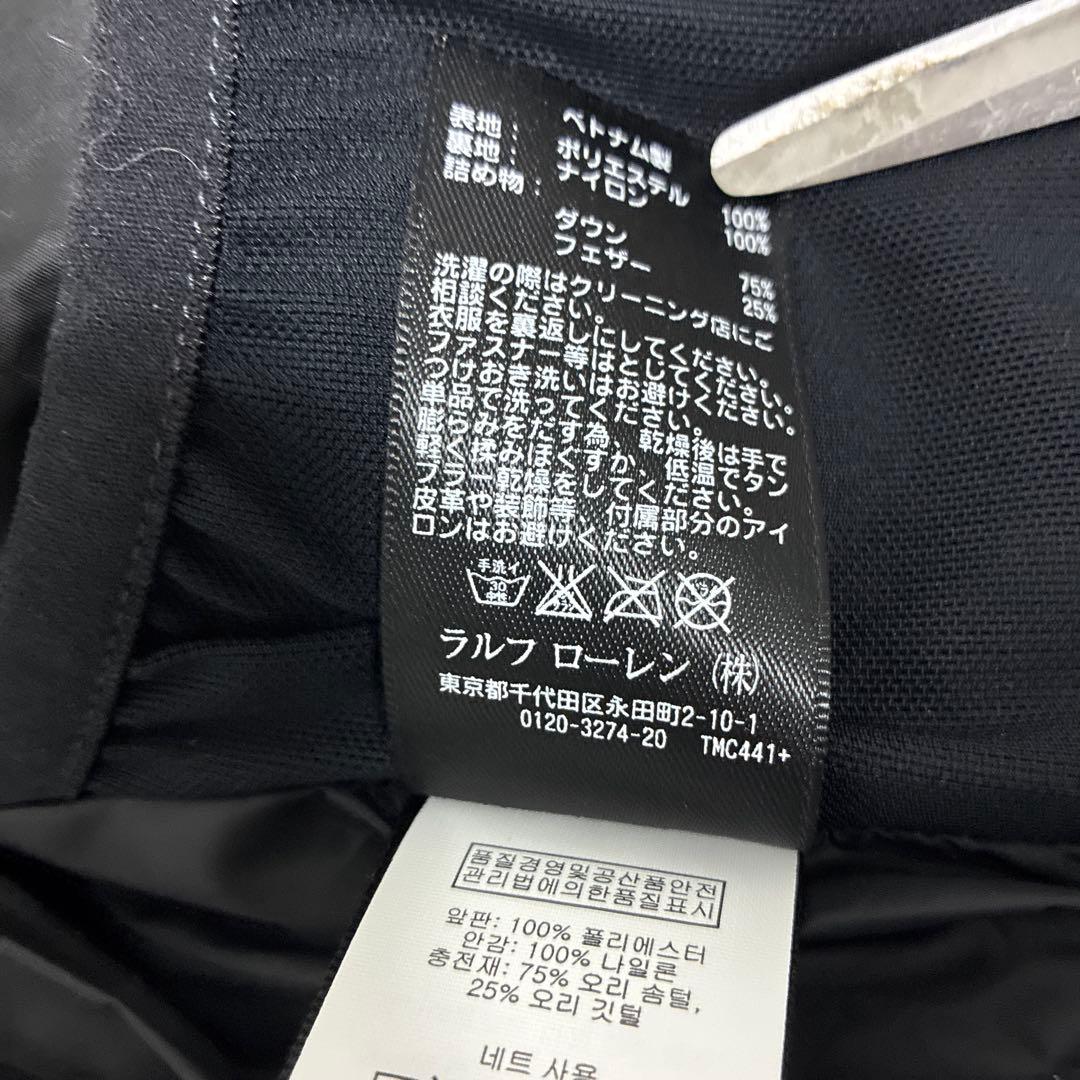 ベトナム製
表地： ポリエステル 100%
裏地： ナイロン 100%
詰め物： ダウン 75%
フェザー 25%
洗濯の際はクリーニング店にご
相談ください。
衣服を裏返しにしてください。
ファスナー等はとじてください。
つけおき洗いはお避けください。
単品で洗ってください。
膨らみをだす為、乾燥後は手で
軽く揉みほぐすか、低温でタン
ブラー乾燥をしてください。
皮革や装飾等、付属部分のアイ
ロンはお避けください。
手洗イ
30
中性
ラルフ ローレン (株)
東京都千代田区永田町2-10-1
0120-3274-20 TMC441+
품질경영및공산품안전
관리법에의한품질표시
앞판: 100% 폴리에스터
안감: 100% 나일론
충전재: 75% 오리 솜털,
25% 오리 깃털
네트 사용